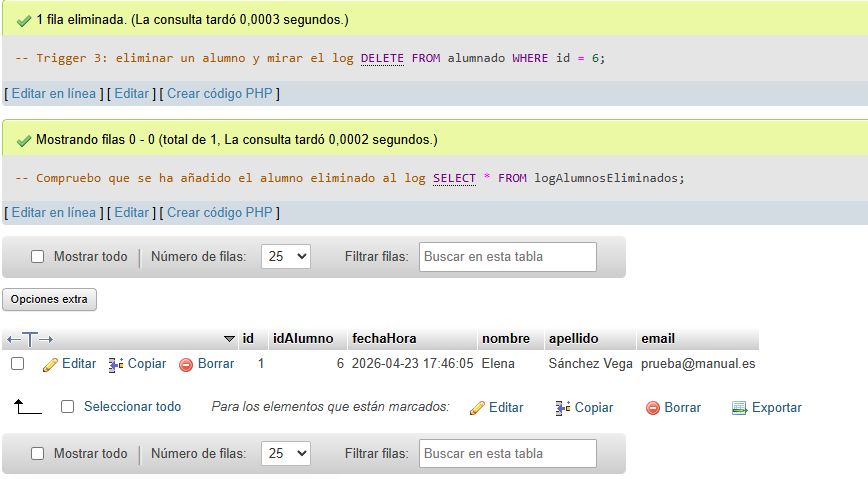 1 fila eliminada. (La consulta tardó 0,0003 segundos.)
-- Trigger 3: eliminar un alumno y mirar el log DELETE FROM alumnado WHERE id = 6;
[ Editar en línea ] [ Editar ] [ Crear código PHP ]
Mostrando filas 0 - 0 (total de 1, La consulta tardó 0,0002 segundos.)
-- Compruebo que se ha añadido el alumno eliminado al log SELECT * FROM logAlumnosEliminados;
[ Editar en línea ] [ Editar ] [ Crear código PHP ]
Mostrar todo Número de filas: 25 Filtrar filas: Buscar en esta tabla
Opciones extra
id idAlumno fechaHora nombre apellido email
Editar Copiar Borrar 1 6 2026-04-23 17:46:05 Elena Sánchez Vega prueba@manual.es
Seleccionar todo Para los elementos que están marcados: Editar Copiar Borrar Exportar
Mostrar todo Número de filas: 25 Filtrar filas: Buscar en esta tabla